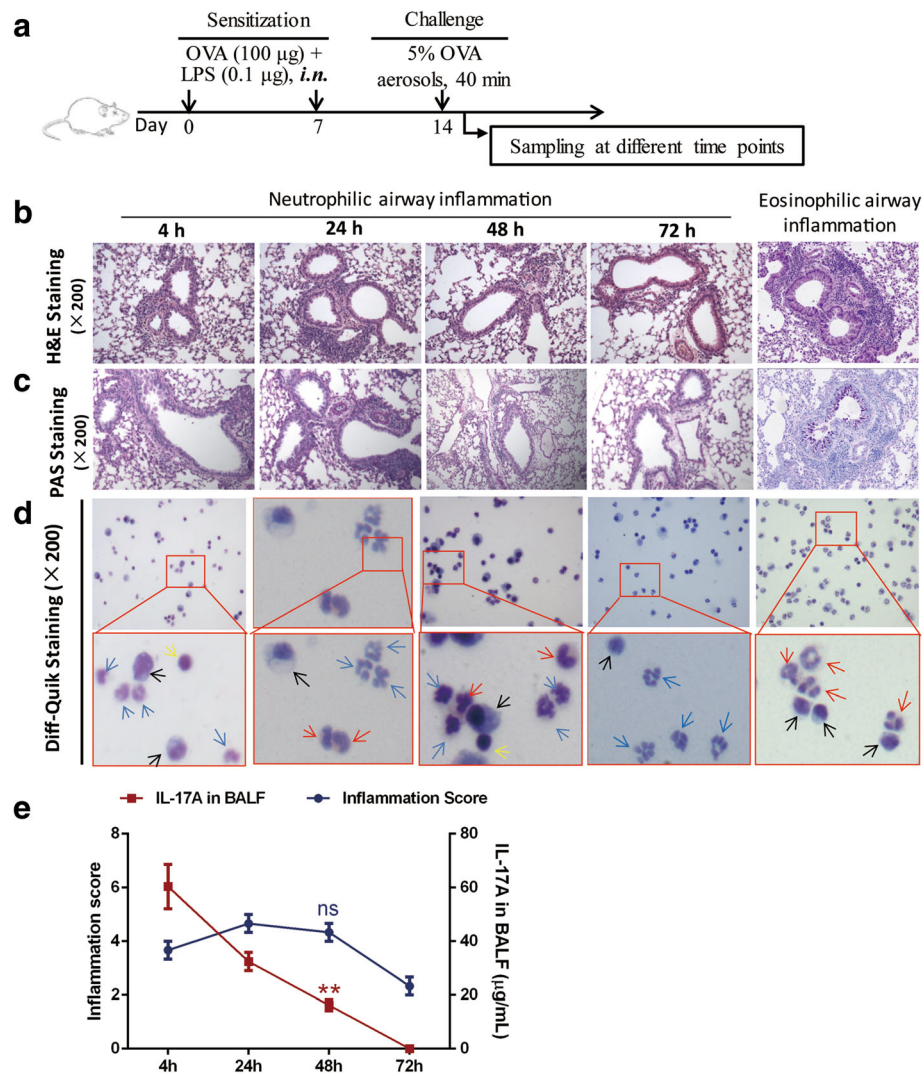 a
Sensitization
Challenge
OVA (100 μg) +
LPS (0.1 μg), i.n.
5% OVA
aerosols, 40 min
Day
0
7
14
Sampling at different time points
b
Neutrophilic airway inflammation
Eosinophilic airway
inflammation
4 h
24 h
48 h
72 h
H&E Staining
(× 200)
c
PAS Staining
(× 200)
d
Diff-Quik Staining (× 200)
e
IL-17A in BALF
Inflammation Score
Inflammation score
8
6
4
2
0
ns
**
80
60
40
20
0
IL-17A in BALF
(μg/mL)
4h
24h
48h
72h